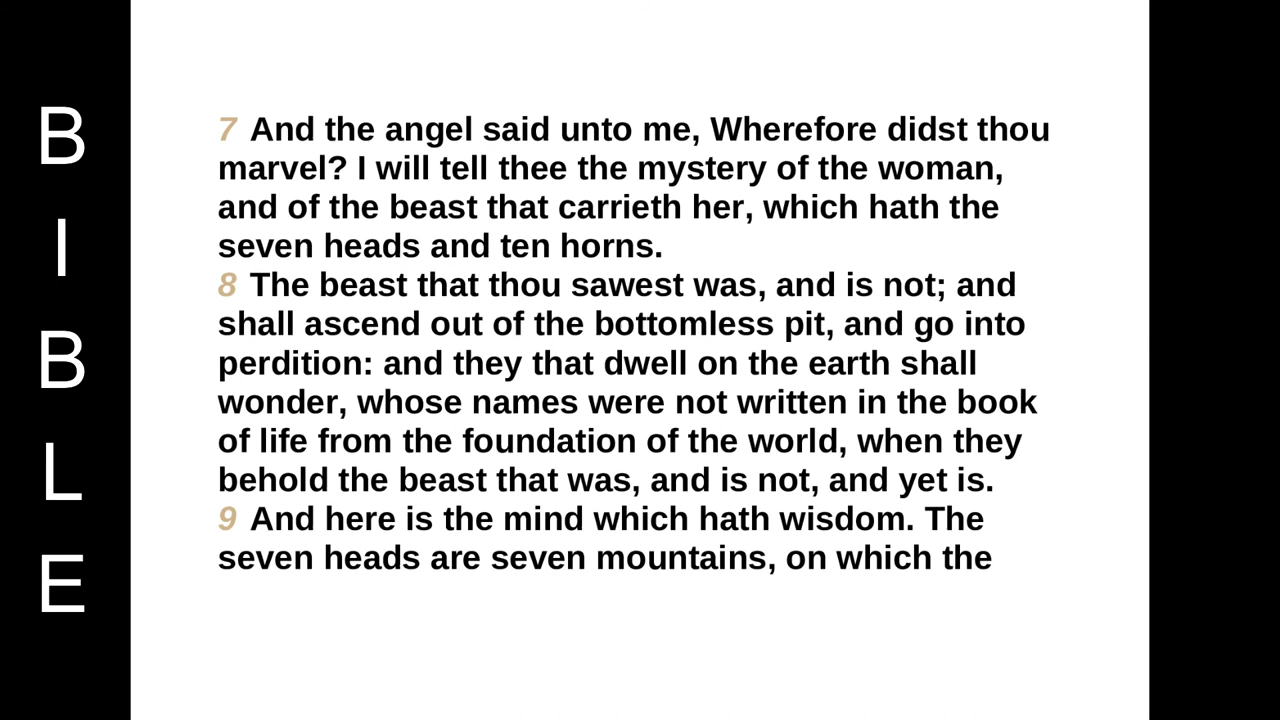 B
I
B
L
E
7 And the angel said unto me, Wherefore didst thou
marvel? I will tell thee the mystery of the woman,
and of the beast that carrieth her, which hath the
seven heads and ten horns.
8 The beast that thou sawest was, and is not; and
shall ascend out of the bottomless pit, and go into
perdition: and they that dwell on the earth shall
wonder, whose names were not written in the book
of life from the foundation of the world, when they
behold the beast that was, and is not, and yet is.
9 And here is the mind which hath wisdom. The
seven heads are seven mountains, on which the